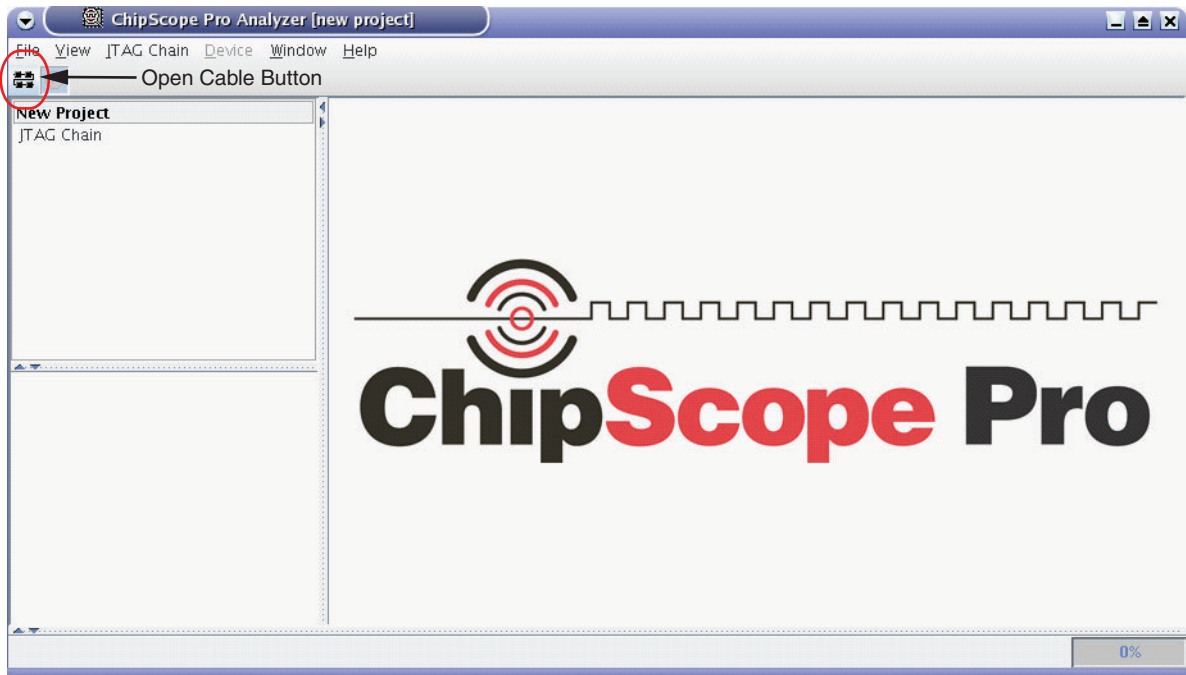 ChipScope Pro Analyzer [new project]
File View JTAG Chain Device Window Help
Open Cable Button
New Project
JTAG Chain
ChipScope Pro
0%